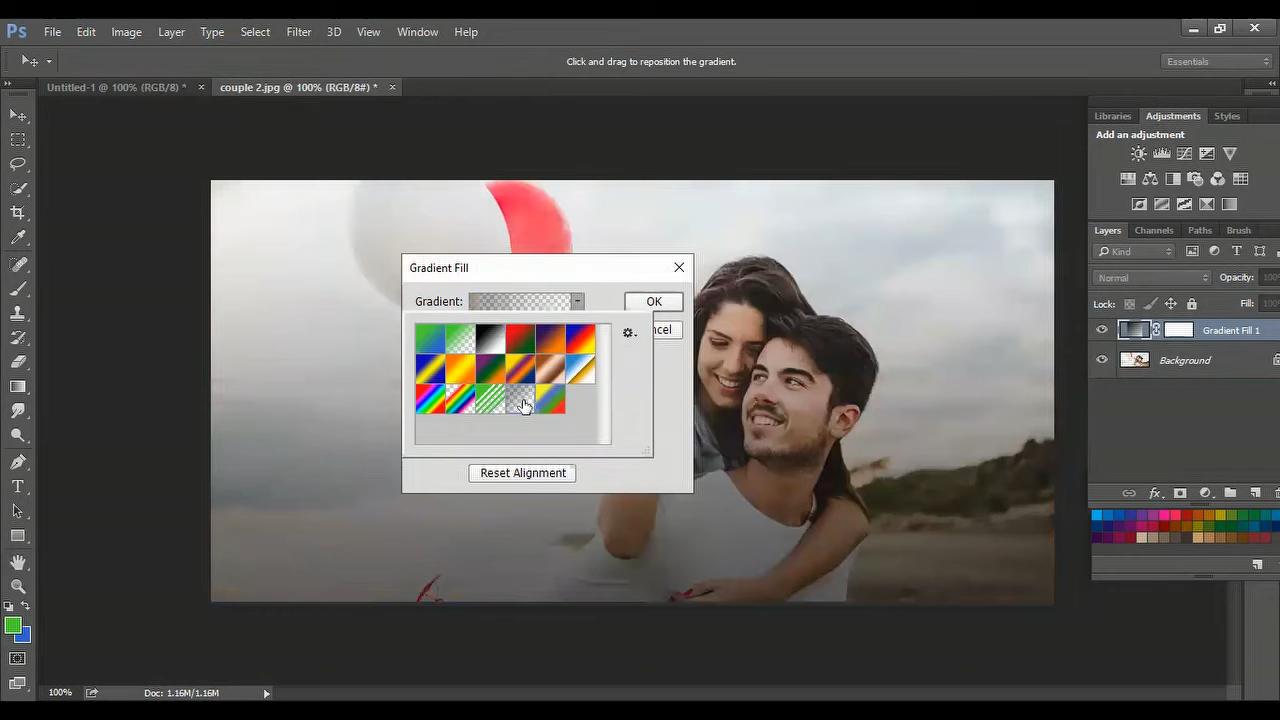 Ps File Edit Image Layer Type Select Filter 3D View Window Help
Click and drag to reposition the gradient.
Essentials
Untitled-1 @ 100% (RGB/8) * × couple 2.jpg @ 100% (RGB/8#) * ×
Libraries Adjustments Styles
Add an adjustment
Layers Channels Paths Brush
Kind
Normal Opacity: 100
Lock: Fill: 100
Gradient Fill 1
Background
Gradient Fill
Gradient: OK
ncel
Reset Alignment
fx
100% Doc: 1.16M/1.16M